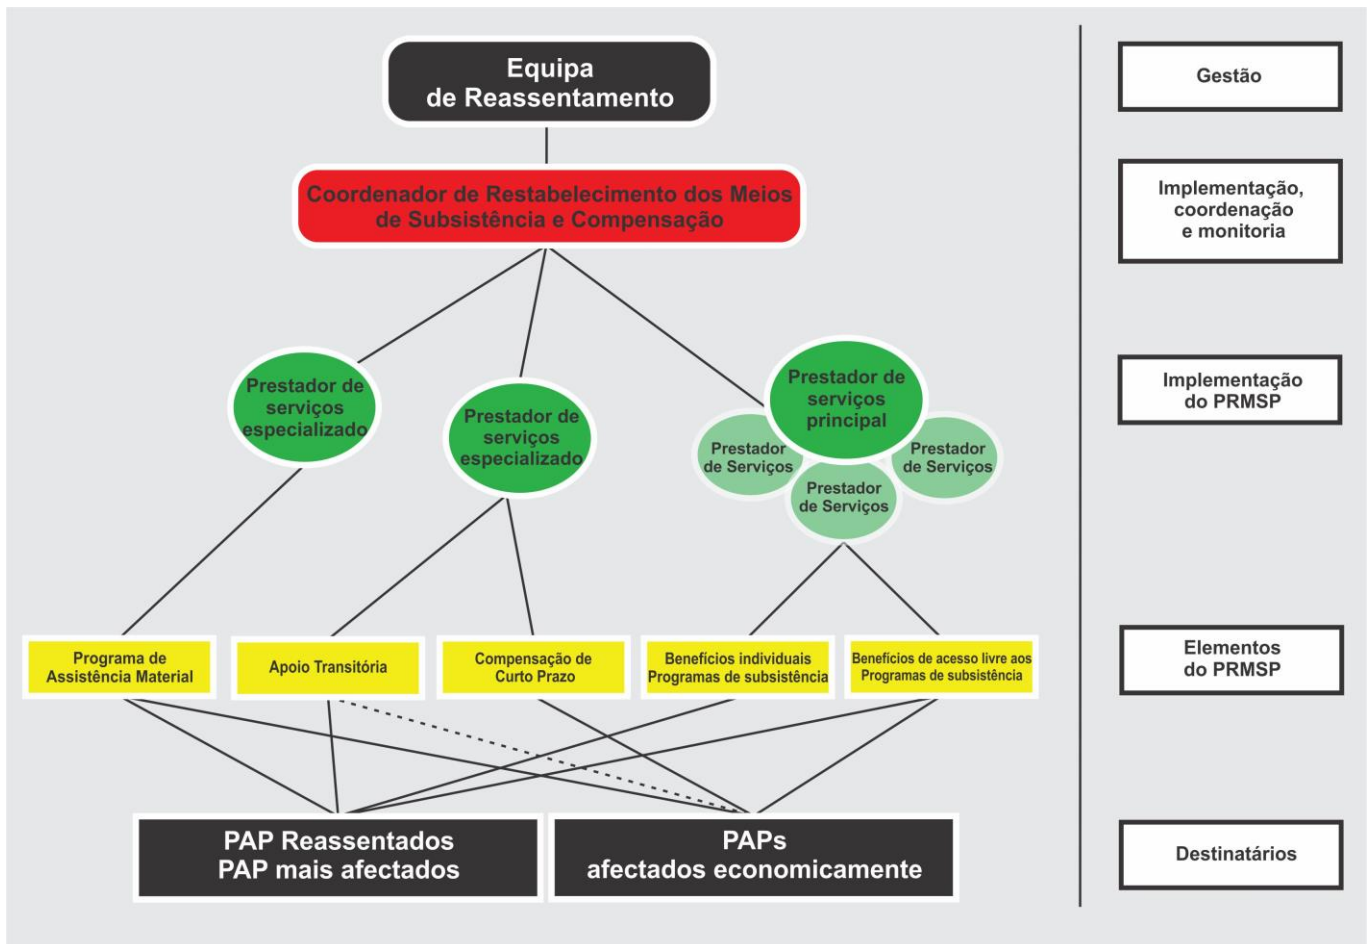 Equipa
de Reassentamento
Gestão
Coordenador de Restabelecimento dos Meios
de Subsistência e Compensação
Implementação,
coordenação
e monitoria
Prestador de
serviços
especializado
Prestador de
serviços
especializado
Prestador de
serviços
principal
Prestador
de Serviços
Prestador
de Serviços
Prestador
de Serviços
Implementação
do PRMSP
Programa de
Assistência Material
Apoio Transitória
Compensação de
Curto Prazo
Benefícios individuais
Programas de subsistência
Benefícios de acesso livre aos
Programas de subsistência
Elementos
do PRMSP
PAP Reassentados
PAP mais afectados
PAPs
afectados economicamente
Destinatários